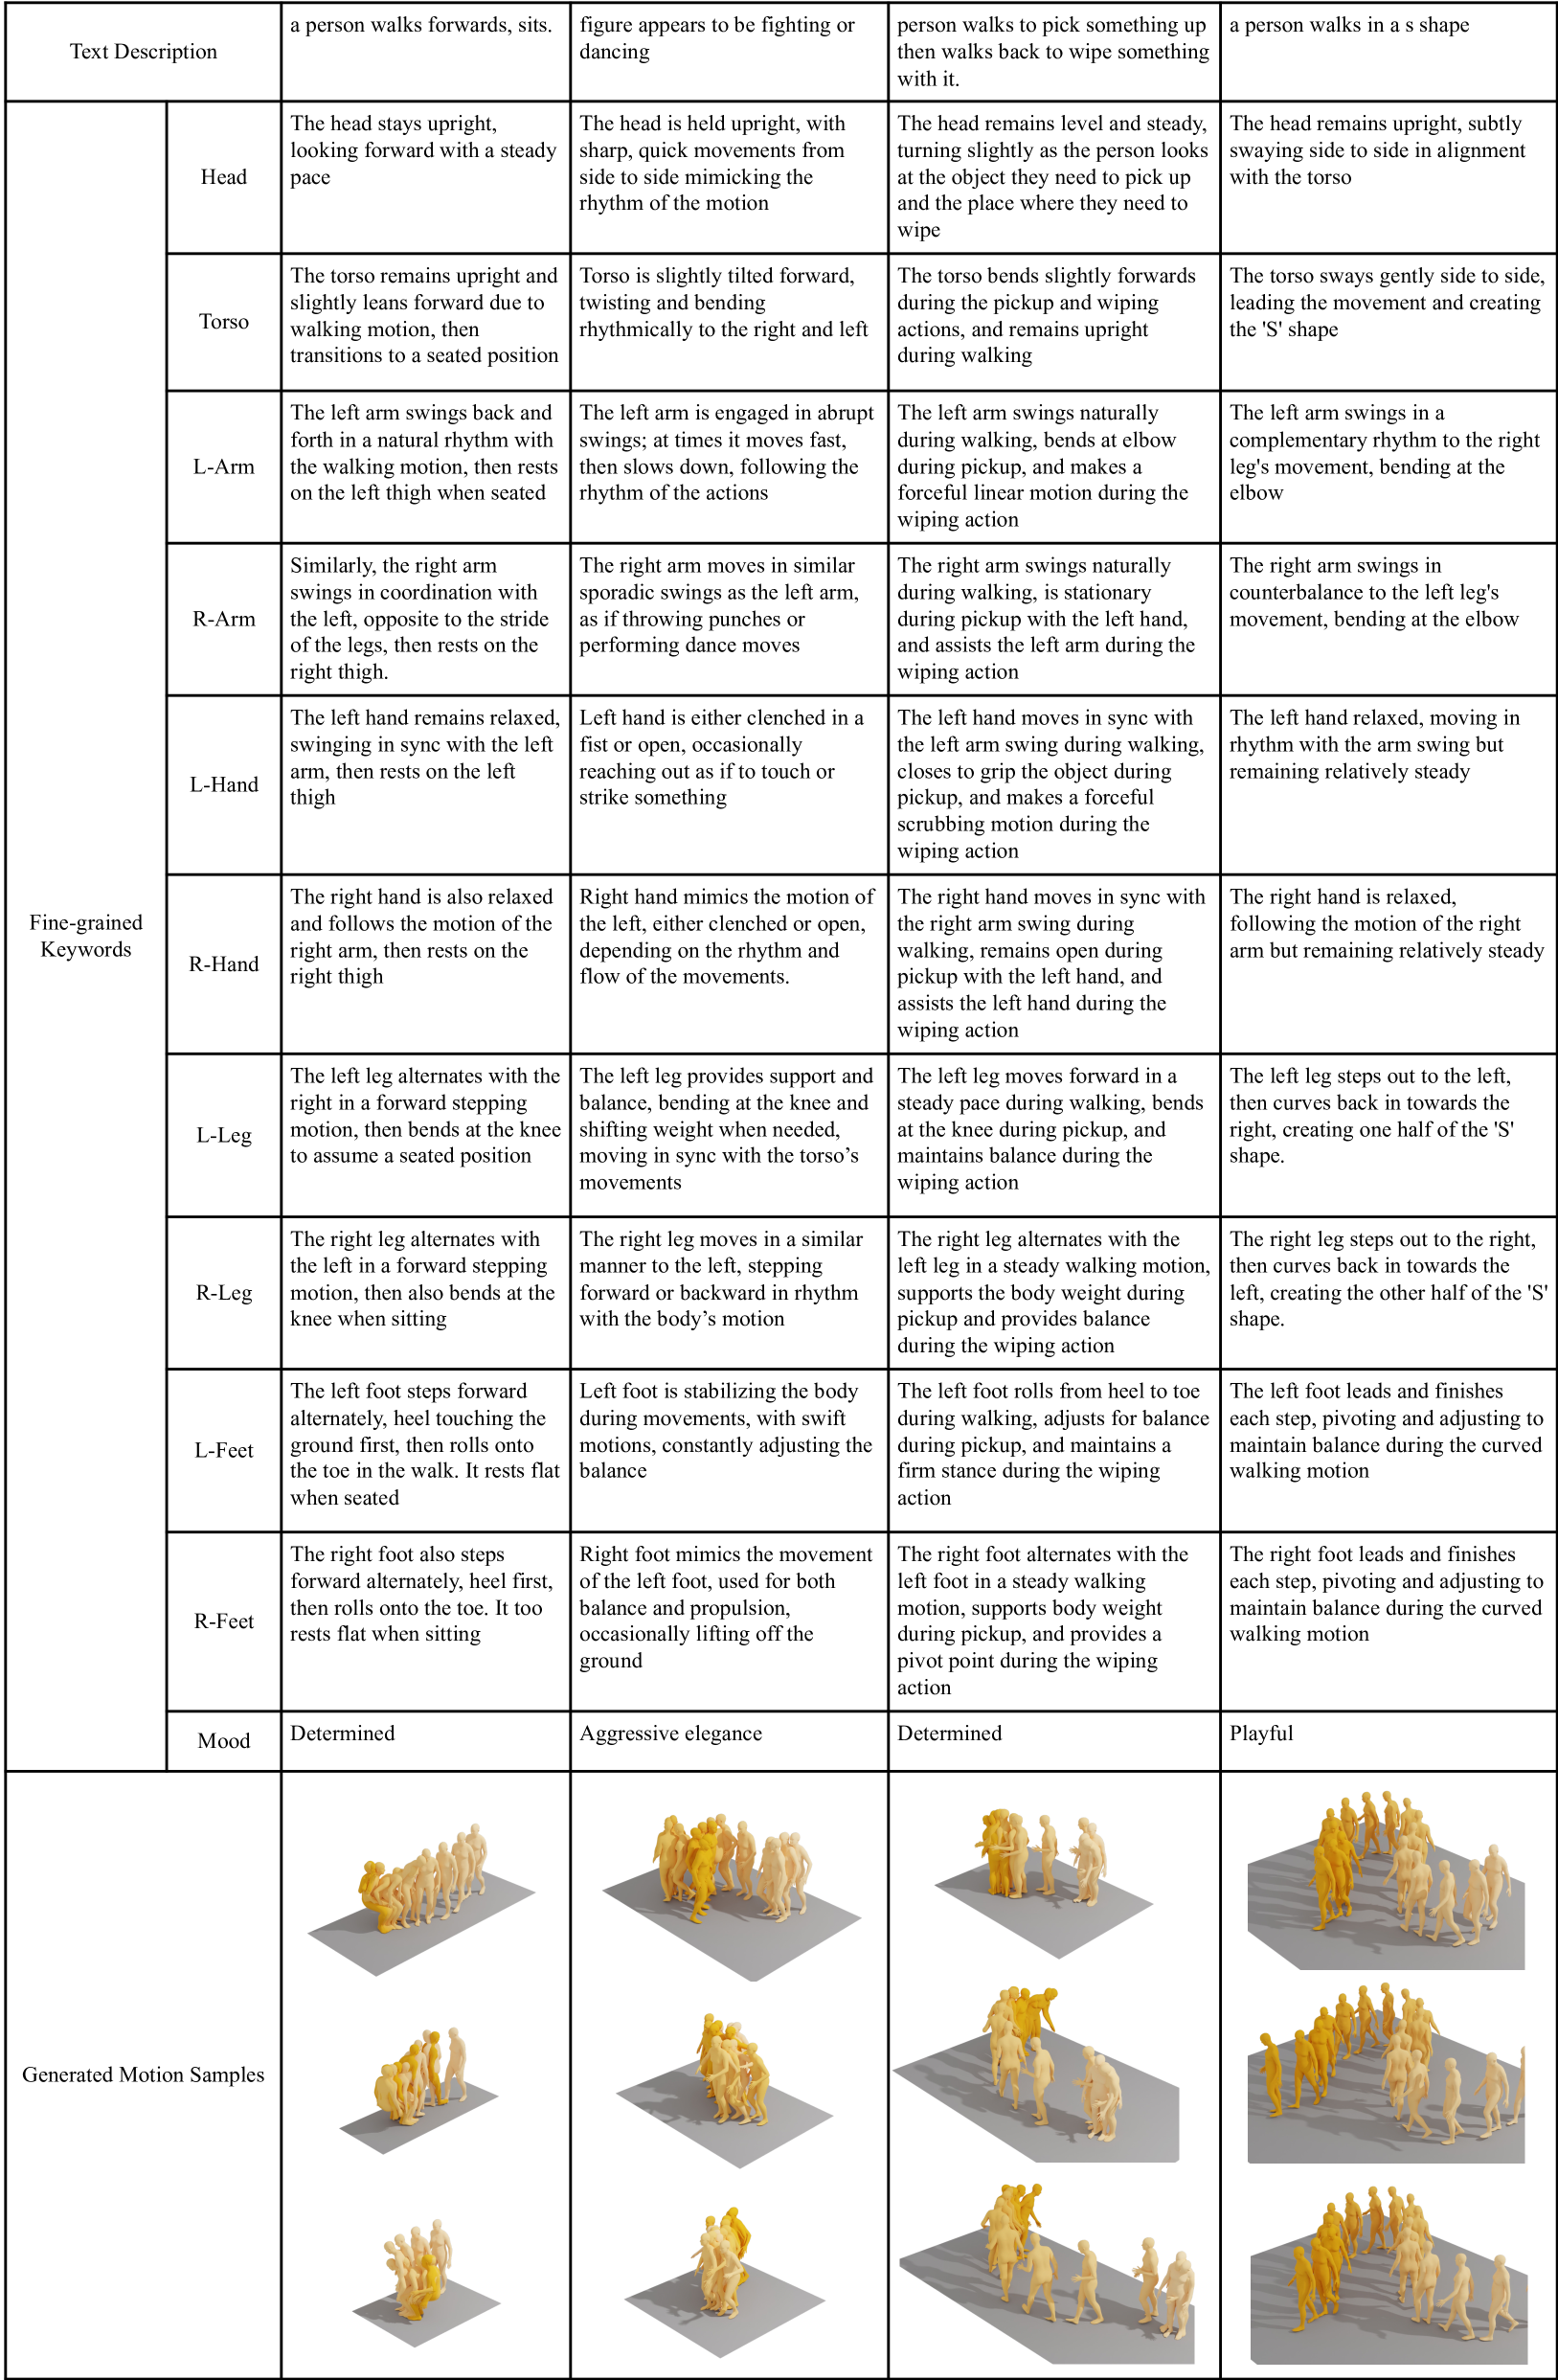 Text Description
a person walks forwards, sits.
figure appears to be fighting or
dancing
person walks to pick something up
then walks back to wipe something
with it.
a person walks in a s shape
Fine-grained
Keywords
Head
The head stays upright,
looking forward with a steady
pace
The head is held upright, with
sharp, quick movements from
side to side mimicking the
rhythm of the motion
The head remains level and steady,
turning slightly as the person looks
at the object they need to pick up
and the place where they need to
wipe
The head remains upright, subtly
swaying side to side in alignment
with the torso
Torso
The torso remains upright and
slightly leans forward due to
walking motion, then
transitions to a seated position
Torso is slightly tilted forward,
twisting and bending
rhythmically to the right and left
The torso bends slightly forwards
during the pickup and wiping
actions, and remains upright
during walking
The torso sways gently side to side,
leading the movement and creating
the 'S' shape
L-Arm
The left arm swings back and
forth in a natural rhythm with
the walking motion, then rests
on the left thigh when seated
The left arm is engaged in abrupt
swings; at times it moves fast,
then slows down, following the
rhythm of the actions
The left arm swings naturally
during walking, bends at elbow
during pickup, and makes a
forceful linear motion during the
wiping action
The left arm swings in a
complementary rhythm to the right
leg's movement, bending at the
elbow
R-Arm
Similarly, the right arm
swings in coordination with
the left, opposite to the stride
of the legs, then rests on the
right thigh.
The right arm moves in similar
sporadic swings as the left arm,
as if throwing punches or
performing dance moves
The right arm swings naturally
during walking, is stationary
during pickup with the left hand,
and assists the left arm during the
wiping action
The right arm swings in
counterbalance to the left leg's
movement, bending at the elbow
L-Hand
The left hand remains relaxed,
swinging in sync with the left
arm, then rests on the left
thigh
Left hand is either clenched in a
fist or open, occasionally
reaching out as if to touch or
strike something
The left hand moves in sync with
the left arm swing during walking,
closes to grip the object during
pickup, and makes a forceful
scrubbing motion during the
wiping action
The left hand relaxed, moving in
rhythm with the arm swing but
remaining relatively steady
R-Hand
The right hand is also relaxed
and follows the motion of the
right arm, then rests on the
right thigh
Right hand mimics the motion of
the left, either clenched or open,
depending on the rhythm and
flow of the movements.
The right hand moves in sync with
the right arm swing during
walking, remains open during
pickup with the left hand, and
assists the left hand during the
wiping action
The right hand is relaxed,
following the motion of the right
arm but remaining relatively steady
L-Leg
The left leg alternates with the
right in a forward stepping
motion, then bends at the knee
to assume a seated position
The left leg provides support and
balance, bending at the knee and
shifting weight when needed,
moving in sync with the torso’s
movements
The left leg moves forward in a
steady pace during walking, bends
at the knee during pickup, and
maintains balance during the
wiping action
The left leg steps out to the left,
then curves back in towards the
right, creating one half of the 'S'
shape.
R-Leg
The right leg alternates with
the left in a forward stepping
motion, then also bends at the
knee when sitting
The right leg moves in a similar
manner to the left, stepping
forward or backward in rhythm
with the body’s motion
The right leg alternates with the
left leg in a steady walking motion,
supports the body weight during
pickup and provides balance
during the wiping action
The right leg steps out to the right,
then curves back in towards the
left, creating the other half of the 'S'
shape.
L-Feet
The left foot steps forward
alternately, heel touching the
ground first, then rolls onto
the toe in the walk. It rests flat
when seated
Left foot is stabilizing the body
during movements, with swift
motions, constantly adjusting the
balance
The left foot rolls from heel to toe
during walking, adjusts for balance
during pickup, and maintains a
firm stance during the wiping
action
The left foot leads and finishes
each step, pivoting and adjusting to
maintain balance during the curved
walking motion
R-Feet
The right foot also steps
forward alternately, heel first,
then rolls onto the toe. It too
rests flat when sitting
Right foot mimics the movement
of the left foot, used for both
balance and propulsion,
occasionally lifting off the
ground
The right foot alternates with the
left foot in a steady walking
motion, supports body weight
during pickup, and provides a
pivot point during the wiping
action
The right foot leads and finishes
each step, pivoting and adjusting to
maintain balance during the curved
walking motion
Mood
Determined
Aggressive elegance
Determined
Playful
Generated Motion Samples